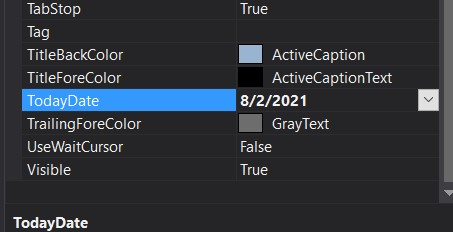 TabStop True
Tag
TitleBackColor ActiveCaption
TitleForeColor ActiveCaptionText
TodayDate 8/2/2021
TrailingForeColor GrayText
UseWaitCursor False
Visible True
TodayDate